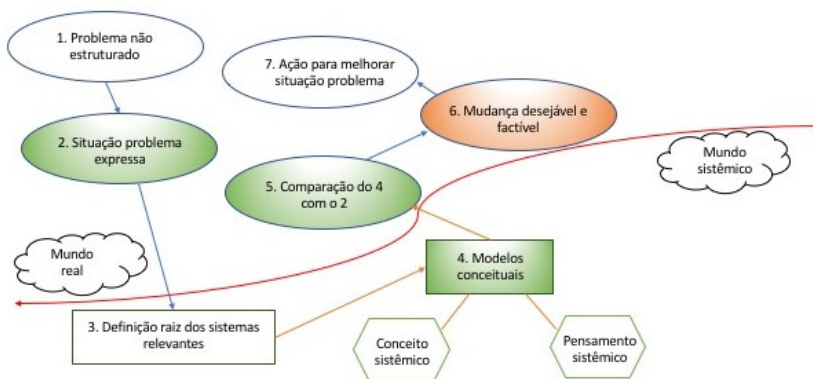 1. Problema não
estruturado
2. Situação problema
expressa
7. Ação para melhorar
situação problema
6. Mudança desejável e
factível
5. Comparação do 4
com o 2
Mundo
sistêmico
Mundo
real
4. Modelos
conceituais
3. Definição raiz dos sistemas
relevantes
Conceito
sistêmico
Pensamento
sistêmico